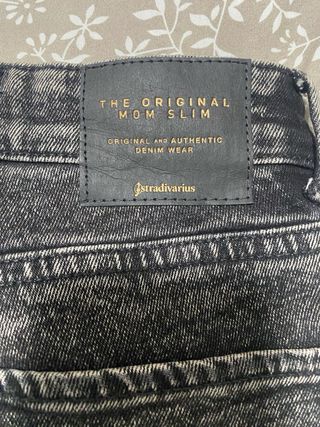 THE ORIGINAL
MOM SLIM
ORIGINAL AND AUTHENTIC
DENIM WEAR
stradivarius